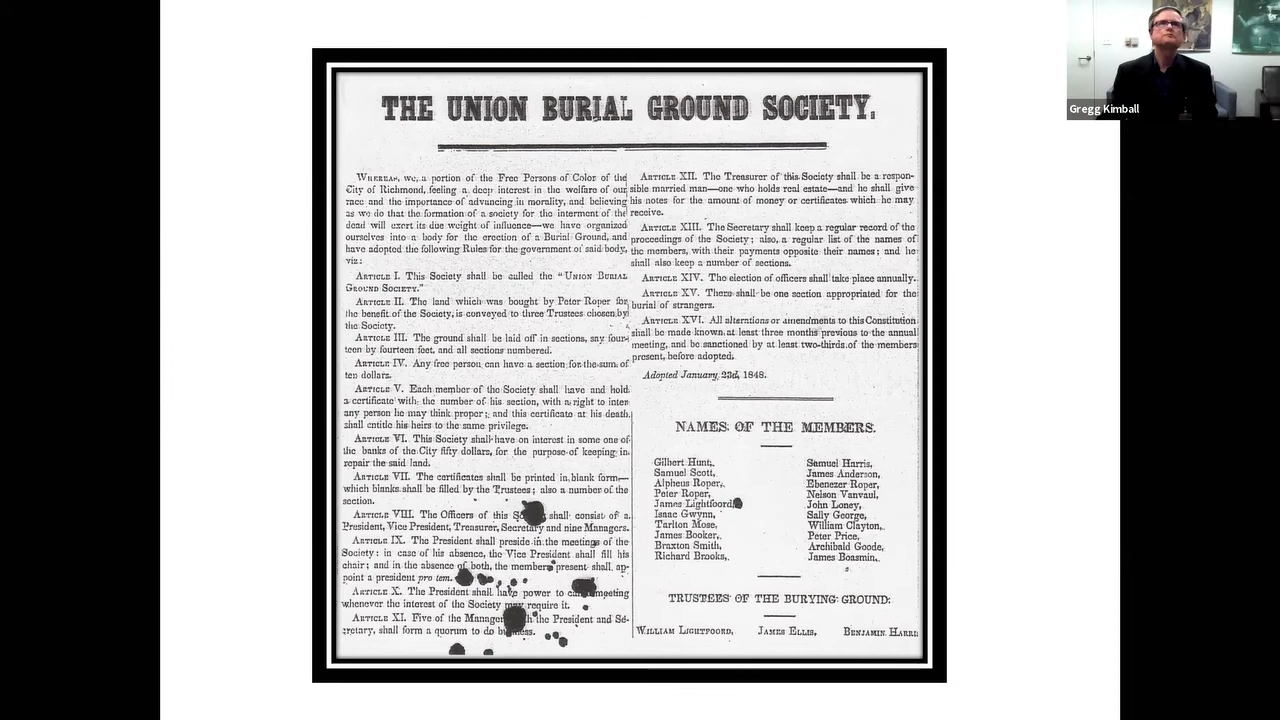 THE UNION BURIAL GROUND SOCIETY.
WHEREAS, we, a portion of the Free Persons of Color of the
City of Richmond, feeling a deep interest in the welfare of our
race and the importance of advancing in morality, and believing
as we do that the formation of a society for the interment of the
dead will exert its due weight of influence—we have organized
ourselves into a body for the erection of a Burial Ground, and
have adopted the following Rules for the government of said body,
viz:
ARTICLE I. This Society shall be called the "UNION BURIAL
GROUND SOCIETY."
ARTICLE II. The land which was bought by Peter Roper for
the benefit of the Society, is conveyed to three Trustees chosen by
the Society.
ARTICLE III. The ground shall be laid off in sections, say four-
teen by fourteen feet, and all sections numbered.
ARTICLE IV. Any free person can have a section for the sum of
ten dollars.
ARTICLE V. Each member of the Society shall have and hold
a certificate with the number of his section, with a right to inter
any person he may think proper; and this certificate at his death
shall entitle his heirs to the same privilege.
ARTICLE VI. This Society shall have on interest in some one of
the banks of the City fifty dollars, for the purpose of keeping in
repair the said land.
ARTICLE VII. The certificates shall be printed in blank form—
which blanks shall be filled by the Trustees; also a number of the
section.
ARTICLE VIII. The Officers of this shall consist of a
President, Vice President, Treasurer, Secretary and nine Managers.
ARTICLE IX. The President shall preside in the meetings of the
Society: in case of his absence, the Vice President shall fill his
chair; and in the absence of both, the members present shall ap-
point a president pro tem.
ARTICLE X. The President shall have power to meeting
whenever the interest of the Society may require it.
ARTICLE XI. Five of the the President and Se-
cretary, shall form a quorum to do
ARTICLE XII. The Treasurer of this Society shall be a respon-
sible married man—one who holds real estate—and he shall give
his notes for the amount of money or certificates which he may
receive.
ARTICLE XIII. The Secretary shall keep a regular record of the
proceedings of the Society; also, a regular list of the names of
the members, with their payments opposite their names; and he
shall also keep a number of sections.
ARTICLE XIV. The election of officers shall take place annually.
ARTICLE XV. There shall be one section appropriated for the
burial of strangers.
ARTICLE XVI. All alterations or amendments to this Constitution
shall be made known at least three months previous to the annual
meeting, and be sanctioned by at least two-thirds of the members
present, before adopted.
Adopted January 23d, 1848.
NAMES OF THE MEMBERS.
Gilbert Hunt,
Samuel Scott,
Alpheus Roper,
Peter Roper,
James Lightfoord,
Isaac Gwynn,
Tarlton Mose,
James Booker,
Braxton Smith,
Richard Brooks,
Samuel Harris,
James Anderson,
Ebenezer Roper,
Nelson Vanvaul,
John Loney,
Sally George,
William Clayton,
Peter Price,
Archibald Goode,
James Boasmin,
TRUSTEES OF THE BURYING GROUND:
WILLIAM LIGHTFOORD, JAMES ELLIS, BENJAMIN
Gregg Kimball